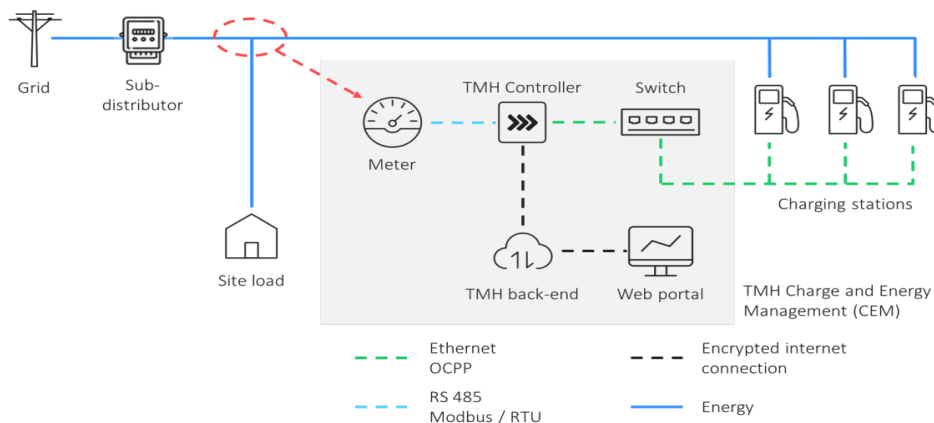 Grid
Sub-
distributor
TMH Controller
Switch
Meter
Charging stations
Site load
TMH back-end
Web portal
TMH Charge and Energy
Management (CEM)
Ethernet
OCPP
Encrypted internet
connection
RS 485
Modbus / RTU
Energy